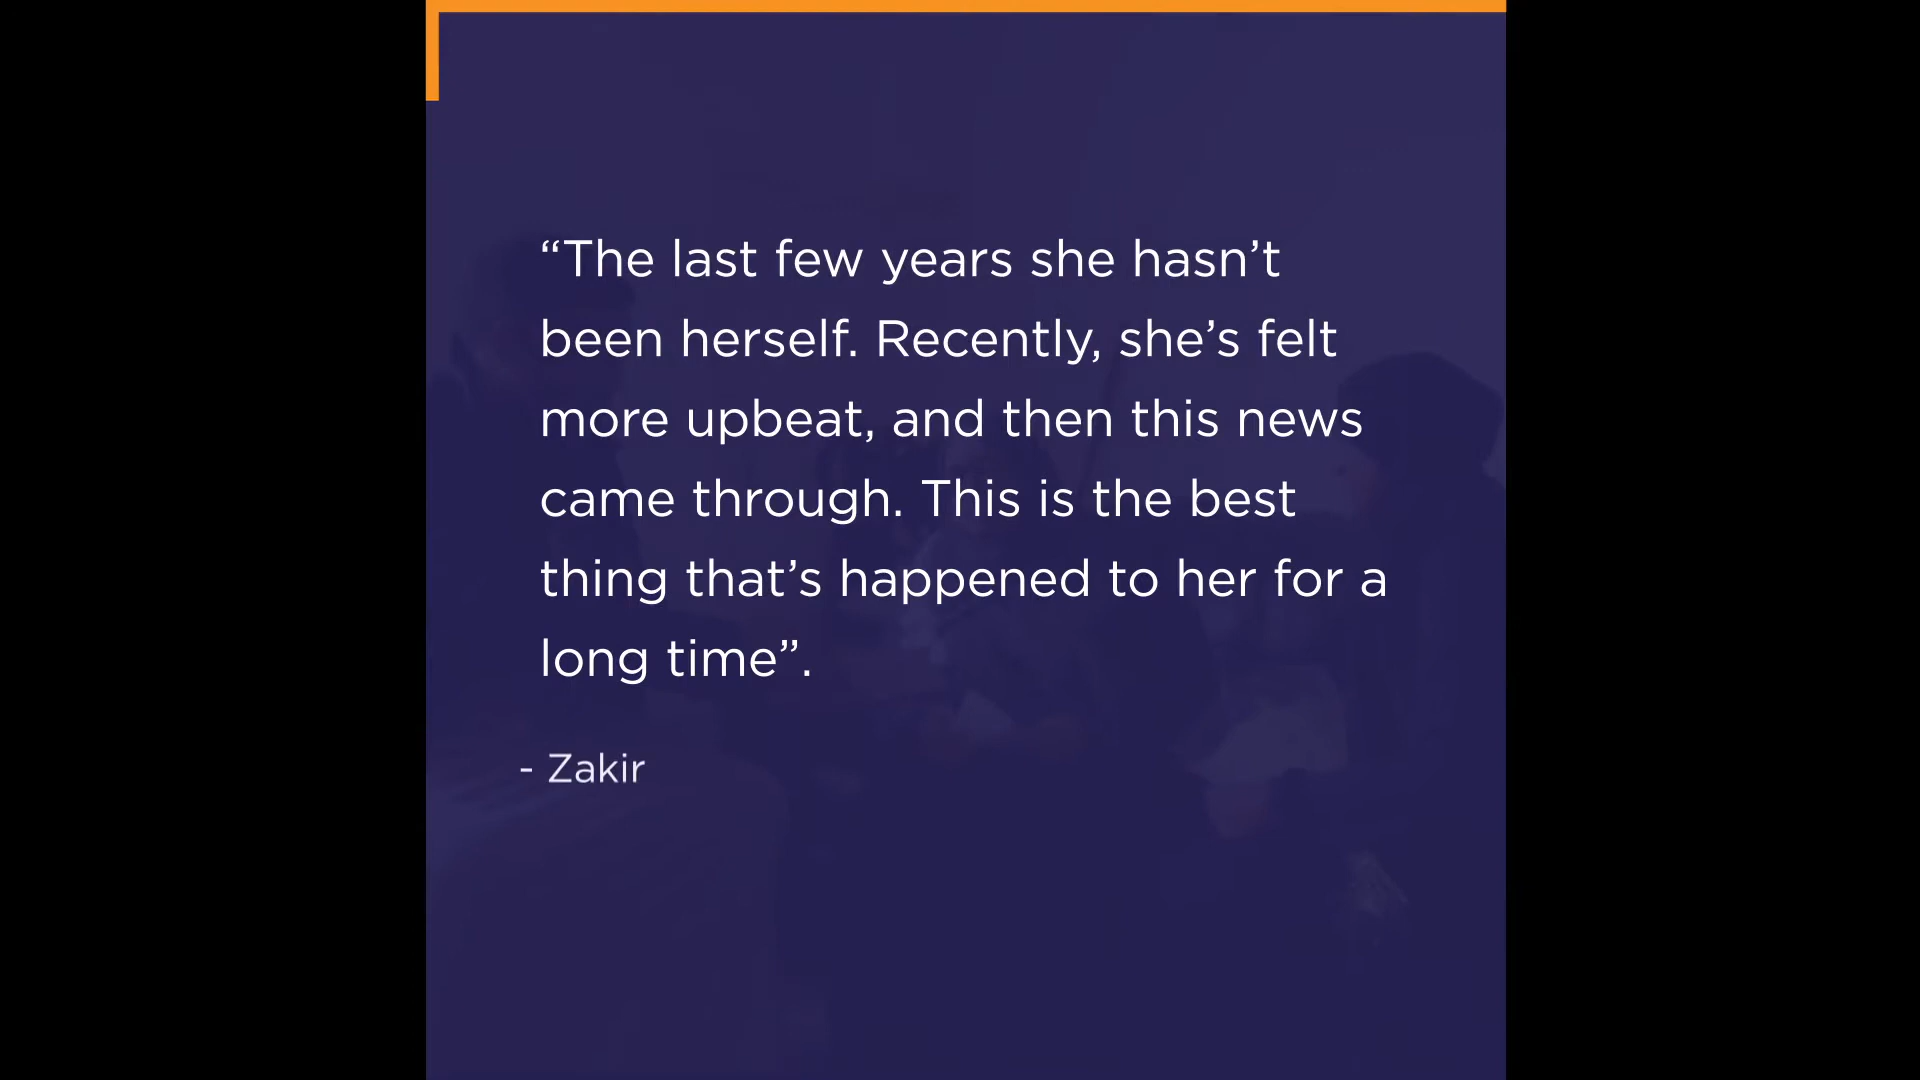 “The last few years she hasn’t
been herself. Recently, she’s felt
more upbeat, and then this news
came through. This is the best
thing that’s happened to her for a
long time”.
- Zakir